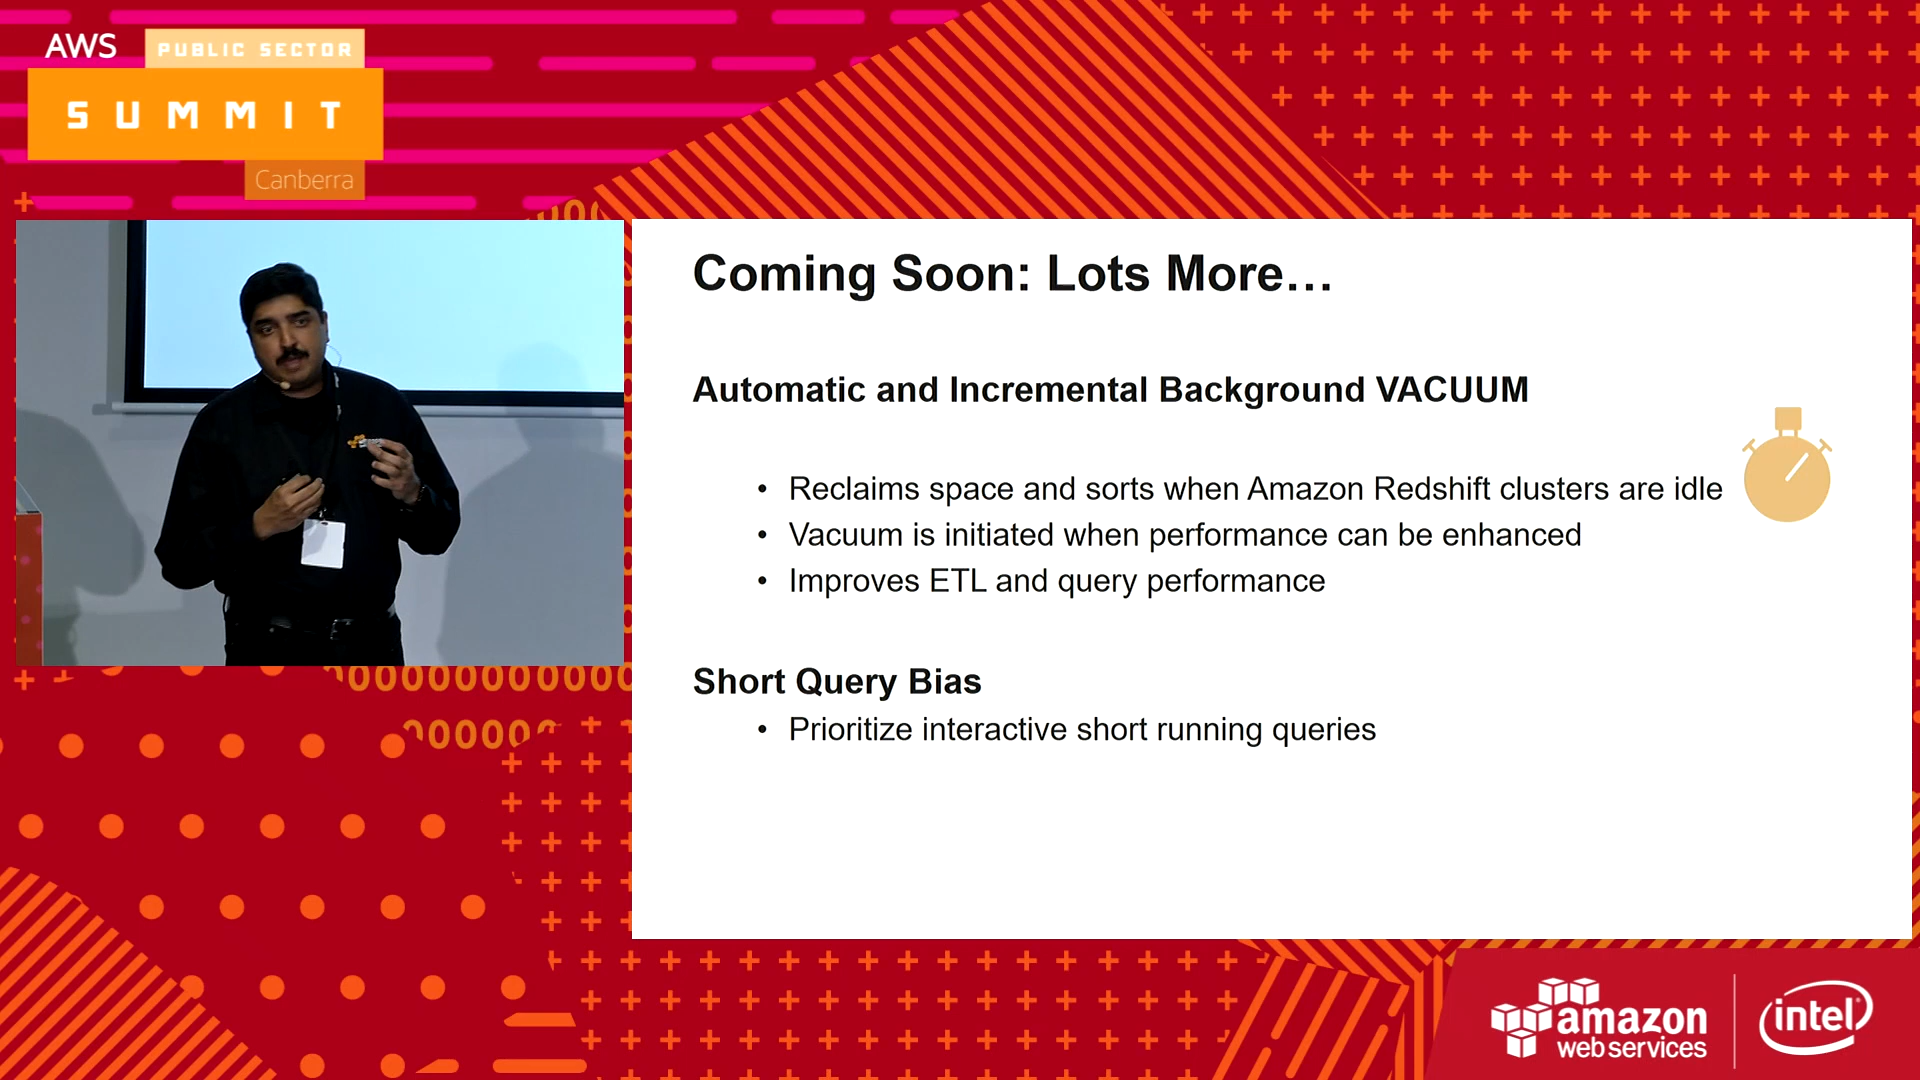 AWS PUBLIC SECTOR
SUMMIT
Canberra
Coming Soon: Lots More…
Automatic and Incremental Background VACUUM
• Reclaims space and sorts when Amazon Redshift clusters are idle
• Vacuum is initiated when performance can be enhanced
• Improves ETL and query performance
Short Query Bias
• Prioritize interactive short running queries
amazon
web services
intel